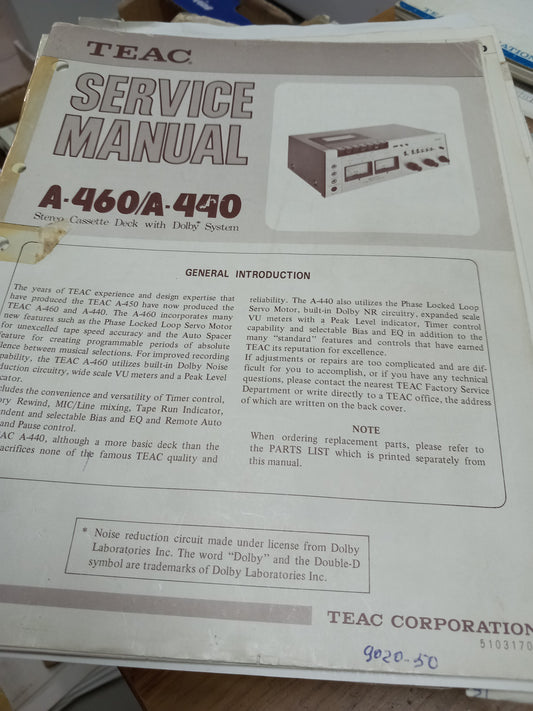 TEAC
SERVICE
MANUAL
A-460/A-440
Stereo Cassette Deck with Dolby* System
GENERAL INTRODUCTION
The years of TEAC experience and design expertise that
have produced the TEAC A-450 have now produced the
TEAC A-460 and A-440. The A-460 incorporates many
new features such as the Phase Locked Loop Servo Motor
for unexcelled tape speed accuracy and the Auto Spacer
feature for creating programmable periods of absolute
lence between musical selections. For improved recording
pability, the TEAC A-460 utilizes built-in Dolby Noise
duction circuitry, wide scale VU meters and a Peak Level
icator.
cludes the convenience and versatility of Timer control,
ory Rewind, MIC/Line mixing, Tape Run Indicator,
ndent and selectable Bias and EQ and Remote Auto
and Pause control.
AC A-440, although a more basic deck than the
sacrifices none of the famous TEAC quality and
reliability. The A-440 also utilizes the Phase Locked Loop
Servo Motor, built-in Dolby NR circuitry, expanded scale
VU meters with a Peak Level indicator, Timer control
capability and selectable Bias and EQ in addition to the
many "standard" features and controls that have earned
TEAC its reputation for excellence.
If adjustments or repairs are too complicated and are dif-
ficult for you to accomplish, or if you have any technical
questions, please contact the nearest TEAC Factory Service
Department or write directly to a TEAC office, the address
of which are written on the back cover.
NOTE
When ordering replacement parts, please refer to
the PARTS LIST which is printed separately from
this manual.
* Noise reduction circuit made under license from Dolby
Laboratories Inc. The word "Dolby" and the Double-D
symbol are trademarks of Dolby Laboratories Inc.
TEAC CORPORATION
5103170
9020-50